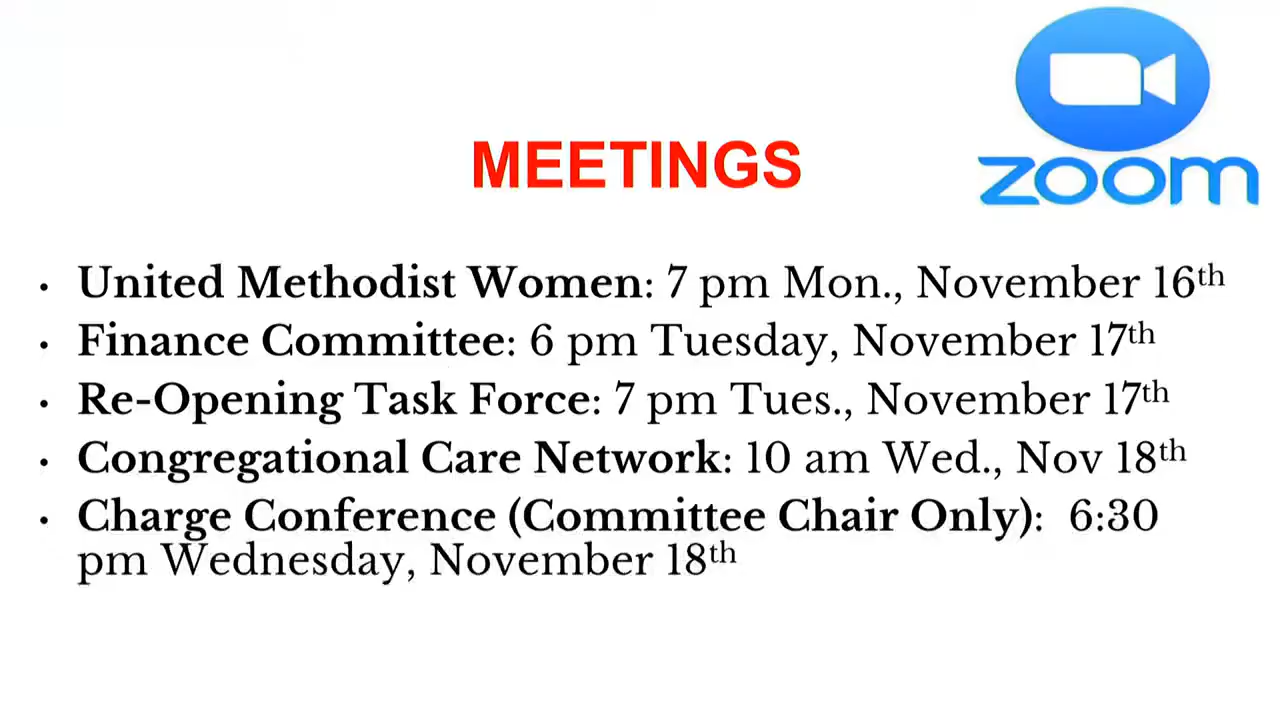 zoom
MEETINGS
• United Methodist Women: 7 pm Mon., November 16th
• Finance Committee: 6 pm Tuesday, November 17th
• Re-Opening Task Force: 7 pm Tues., November 17th
• Congregational Care Network: 10 am Wed., Nov 18th
• Charge Conference (Committee Chair Only):  6:30
pm Wednesday, November 18th